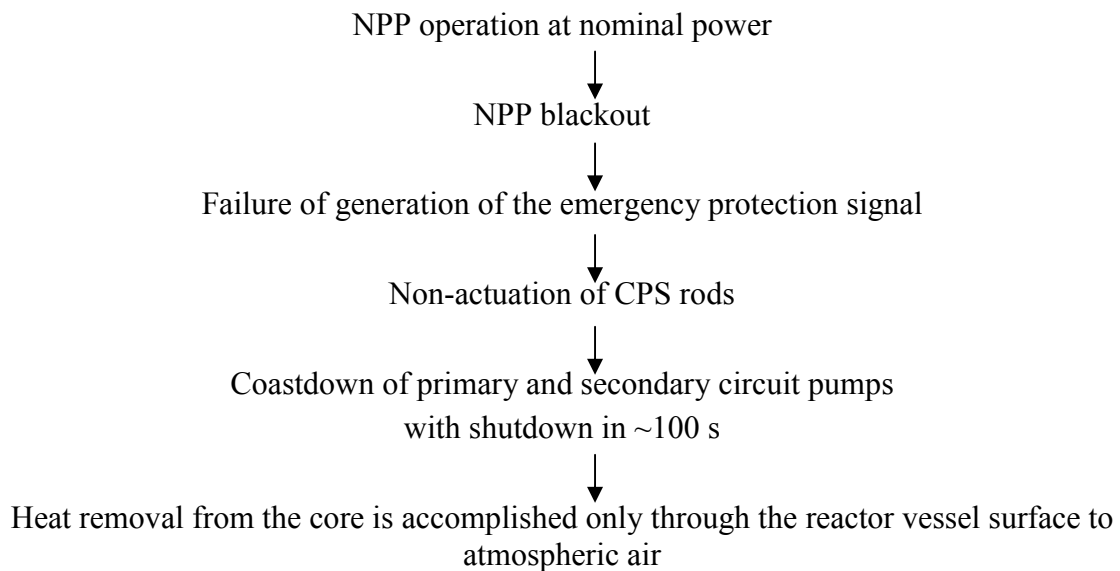 NPP operation at nominal power
NPP blackout
Failure of generation of the emergency protection signal
Non-actuation of CPS rods
Coastdown of primary and secondary circuit pumps
with shutdown in ~100 s
Heat removal from the core is accomplished only through the reactor vessel surface to
atmospheric air